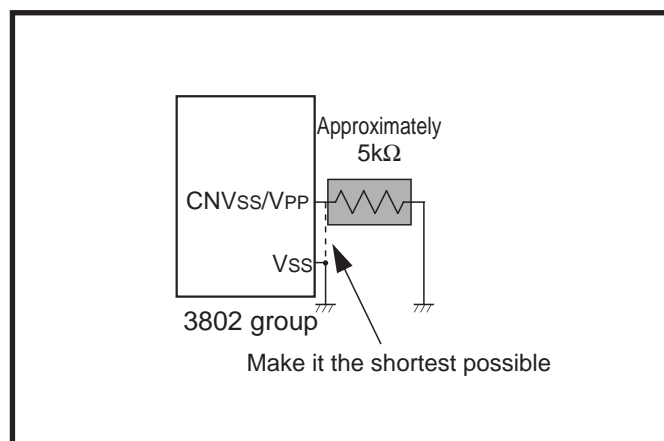 Approximately
5kΩ
CNVSS/VPP
VSS
3802 group
Make it the shortest possible